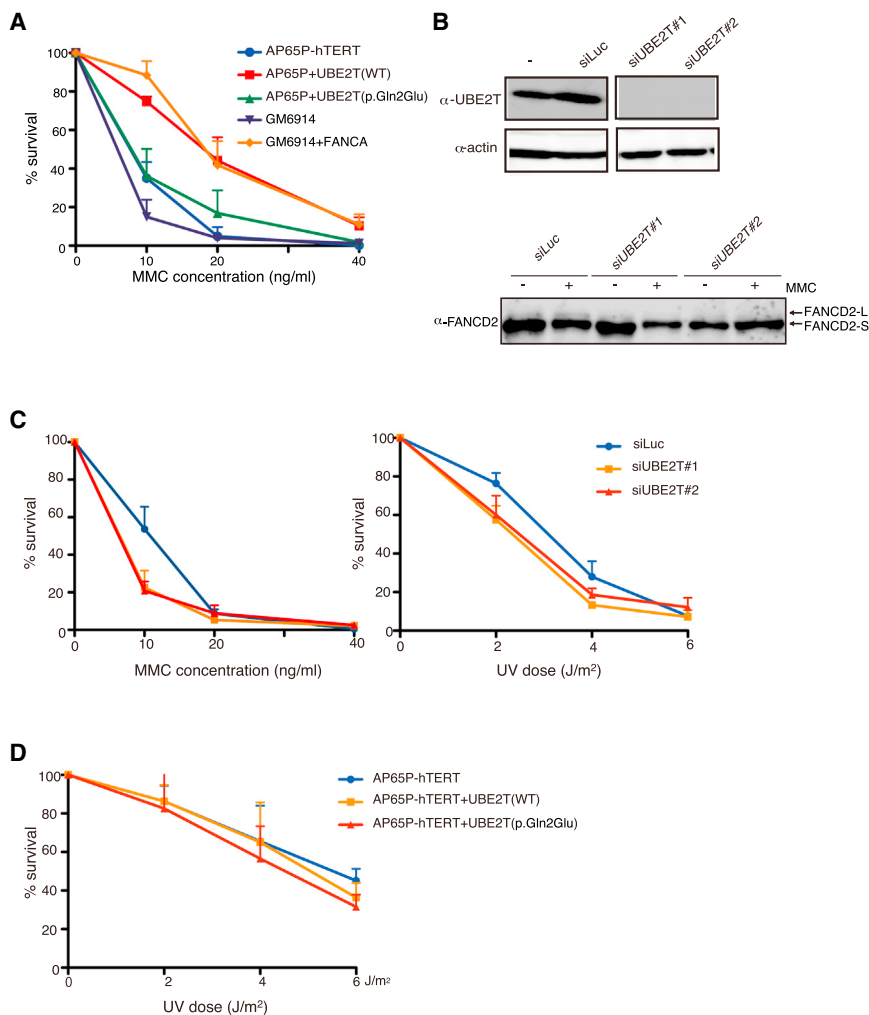 A
100
80
60
40
20
0
% survival
0
10
20
40
MMC concentration (ng/ml)
AP65P-hTERT
AP65P+UBE2T(WT)
AP65P+UBE2T(p.Gln2Glu)
GM6914
GM6914+FANCA
B
-
siLuc
siUBE2T#1
siUBE2T#2
α-UBE2T
α-actin
siLuc
siUBE2T#1
siUBE2T#2
-
+
-
+
-
+
MMC
α-FANCD2
FANCD2-L
FANCD2-S
C
100
80
60
40
20
0
% survival
0
10
20
40
MMC concentration (ng/ml)
100
80
60
40
20
0
% survival
0
2
4
6
UV dose (J/m²)
siLuc
siUBE2T#1
siUBE2T#2
D
100
80
60
40
20
0
% survival
0
2
4
6
J/m²
UV dose (J/m²)
AP65P-hTERT
AP65P-hTERT+UBE2T(WT)
AP65P-hTERT+UBE2T(p.Gln2Glu)